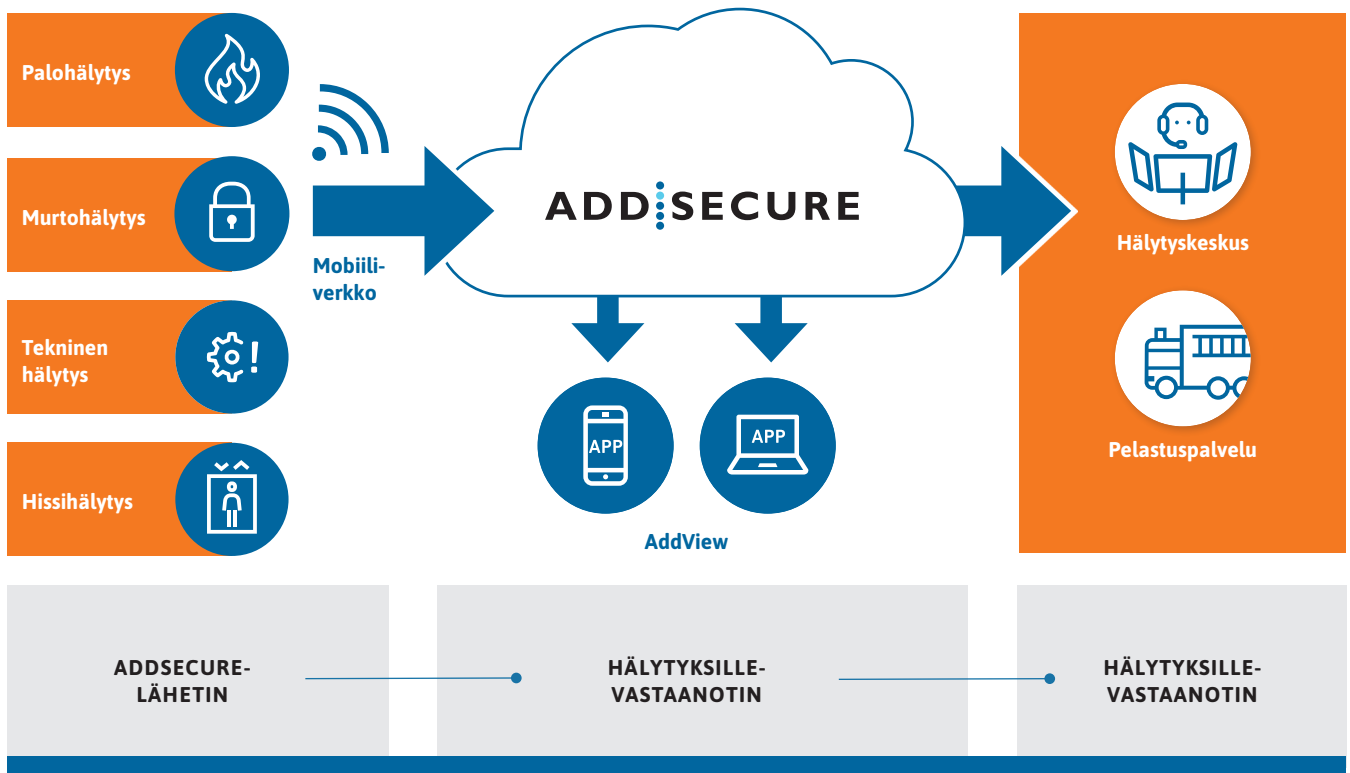 Palohälytys
Murtohälytys
Tekninen
hälytys
Hissihälytys
Mobiili-
verkko
ADDSECURE
APP
APP
AddView
Hälytyskeskus
Pelastuspalvelu
ADDSECURE-
LÄHETIN
HÄLYTYKSILLE-
VASTAANOTIN
HÄLYTYKSILLE-
VASTAANOTIN